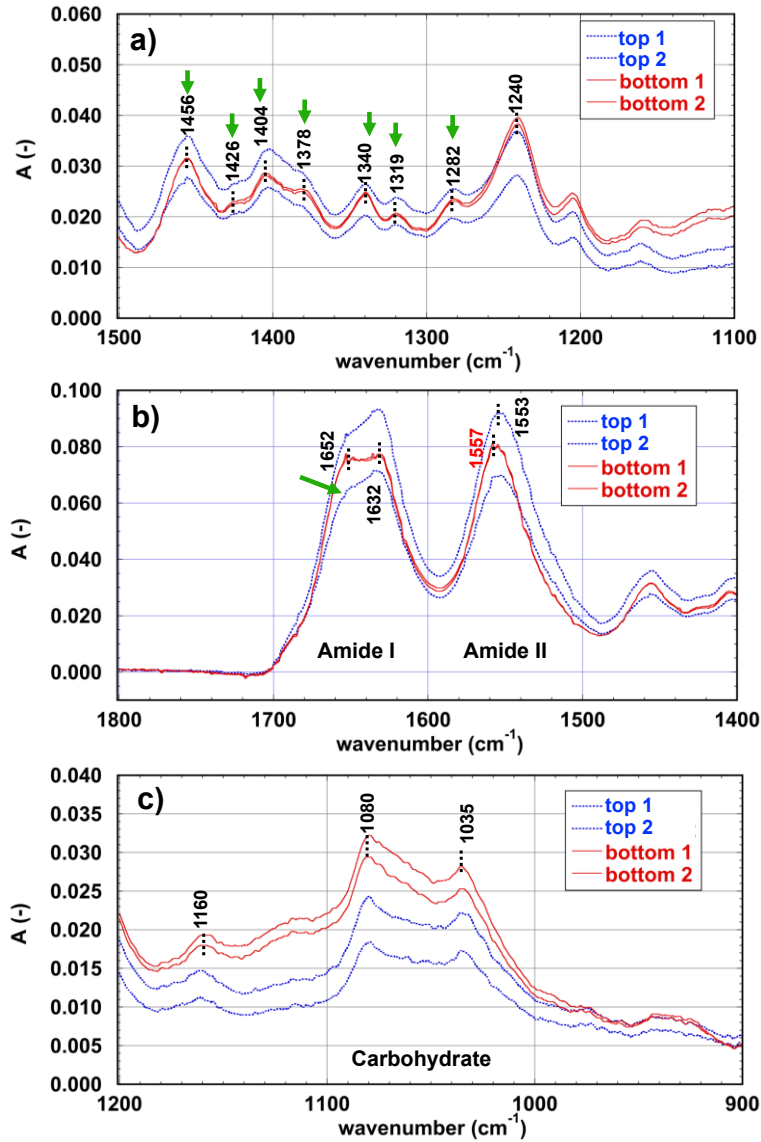 a)
0.060
0.050
0.040
0.030
0.020
0.010
0.000
A (-)
1456
1426
1404
1378
1340
1319
1282
1240
top 1
top 2
bottom 1
bottom 2
1500 1400 1300 1200 1100
wavenumber (cm-1)
b)
0.100
0.080
0.060
0.040
0.020
0.000
A (-)
1652
1632
1557
1553
top 1
top 2
bottom 1
bottom 2
Amide I Amide II
1800 1700 1600 1500 1400
wavenumber (cm-1)
c)
0.040
0.035
0.030
0.025
0.020
0.015
0.010
0.005
0.000
A (-)
1160
1080
1035
top 1
top 2
bottom 1
bottom 2
Carbohydrate
1200 1100 1000 900
wavenumber (cm-1)